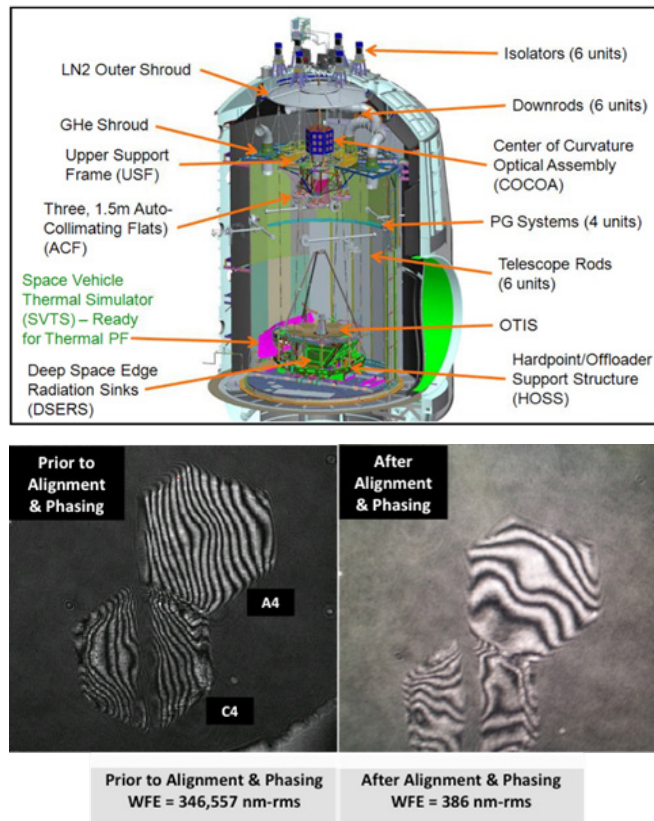 Isolators (6 units)
LN2 Outer Shroud
Downrods (6 units)
GHe Shroud
Upper Support
Frame (USF)
Center of Curvature
Optical Assembly
(COCOA)
Three, 1.5m Auto-
Collimating Flats)
(ACF)
PG Systems (4 units)
Telescope Rods
(6 units)
Space Vehicle
Thermal Simulator
(SVTS) – Ready
for Thermal PF
OTIS
Deep Space Edge
Radiation Sinks
(DSERS)
Hardpoint/Offloader
Support Structure
(HOSS)
Prior to
Alignment
& Phasing
A4
C4
After
Alignment
& Phasing
Prior to Alignment & Phasing
WFE = 346,557 nm-rms
After Alignment & Phasing
WFE = 386 nm-rms